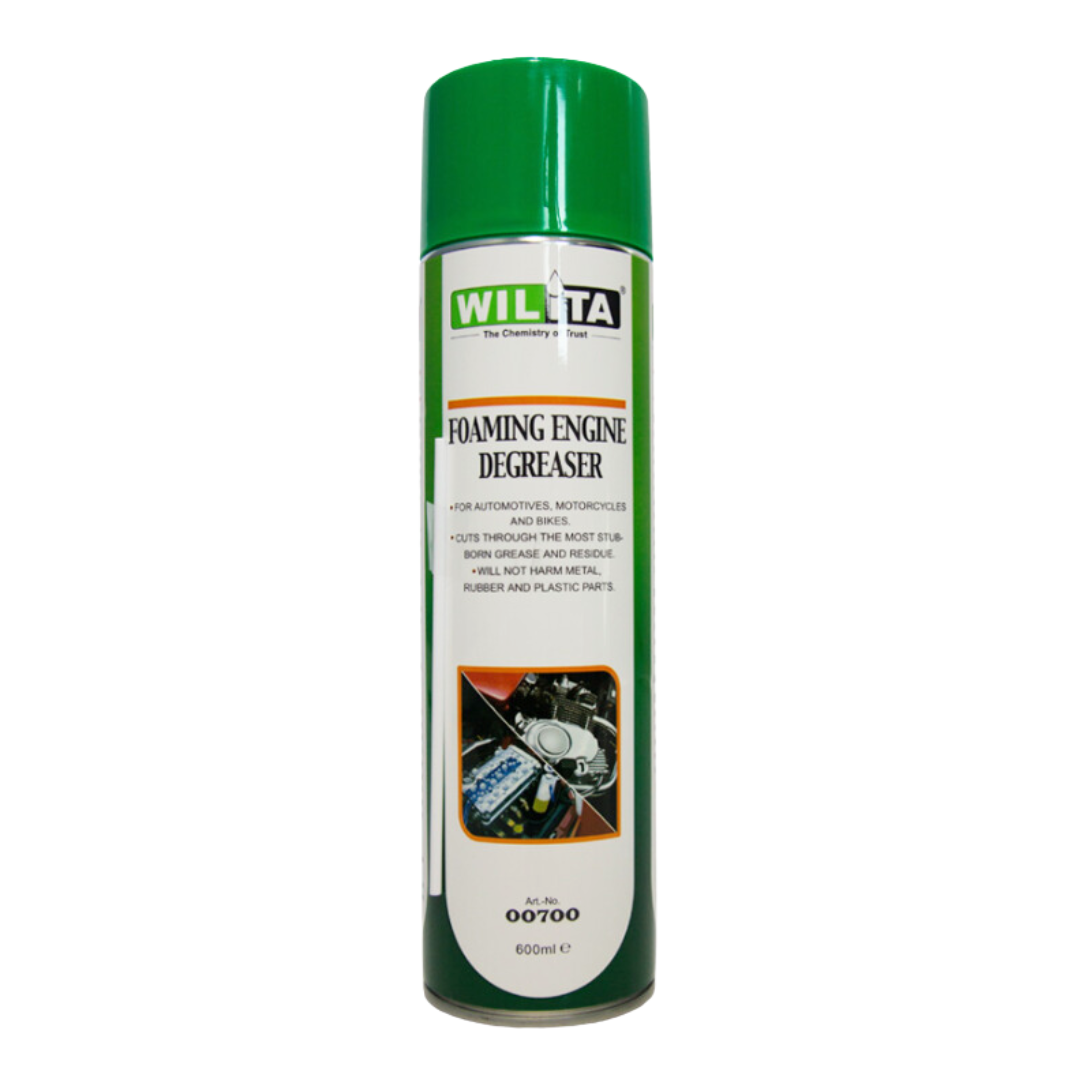 WILITA®
The Chemistry of Trust
FOAMING ENGINE
DEGREASER
•FOR AUTOMOTIVES, MOTORCYCLES
AND BIKES.
•CUTS THROUGH THE MOST STUB-
BORN GREASE AND RESIDUE.
•WILL NOT HARM METAL,
RUBBER AND PLASTIC PARTS.
Art.-No.
00700
600ml ℮